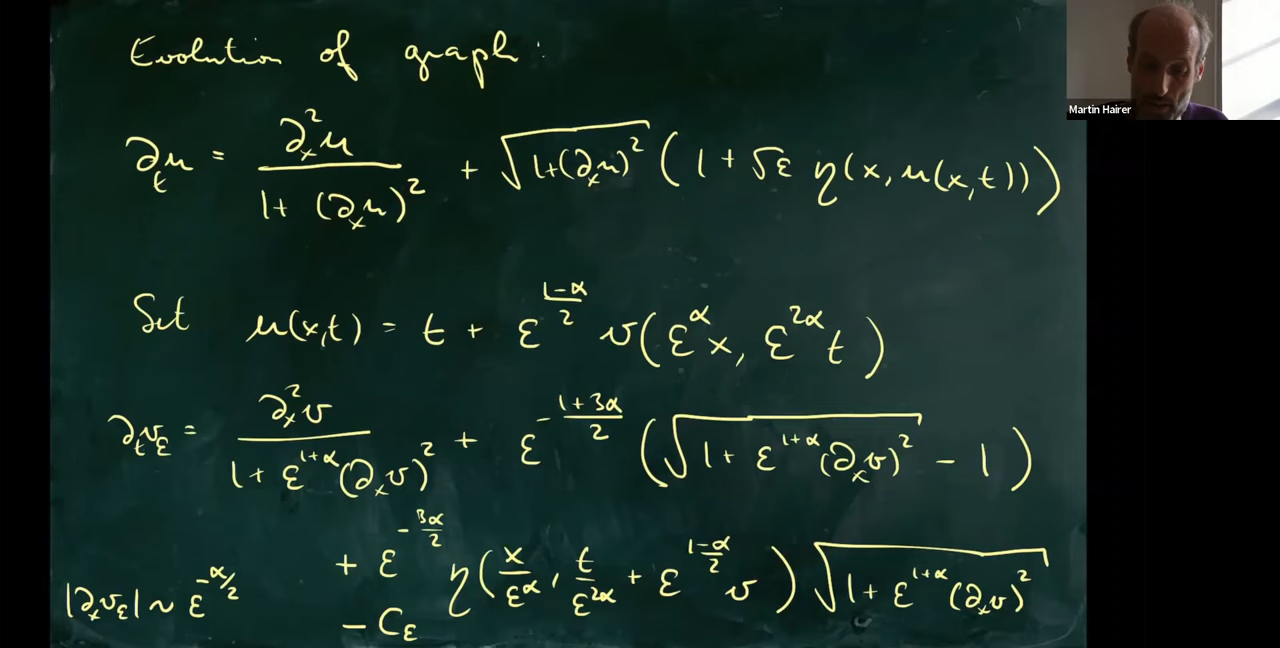 Evolution of graph:
Martin Hairer
∂ₜu = ∂ₓ²u / (1 + (∂ₓu)²) + √(1+(∂ₓu)²) (1 + √ε η(x, u(x,t)))
Set u(x,t) = t + ε^{(1-α)/2} v(ε^α x, ε^{2α} t)
∂ₜv_ε = ∂ₓ²v / (1 + ε^{1+α}(∂ₓv)²) + ε^{-(1+3α)/2} (√(1 + ε^{1+α}(∂ₓv)²) - 1)
+ ε^{-3α/2} η(x/ε^α, t/ε^{2α} + ε^{(1-α)/2} v) √(1 + ε^{1+α}(∂ₓv)²)
|∂ₓv_ε| ~ ε^{-α/2}
- C_ε